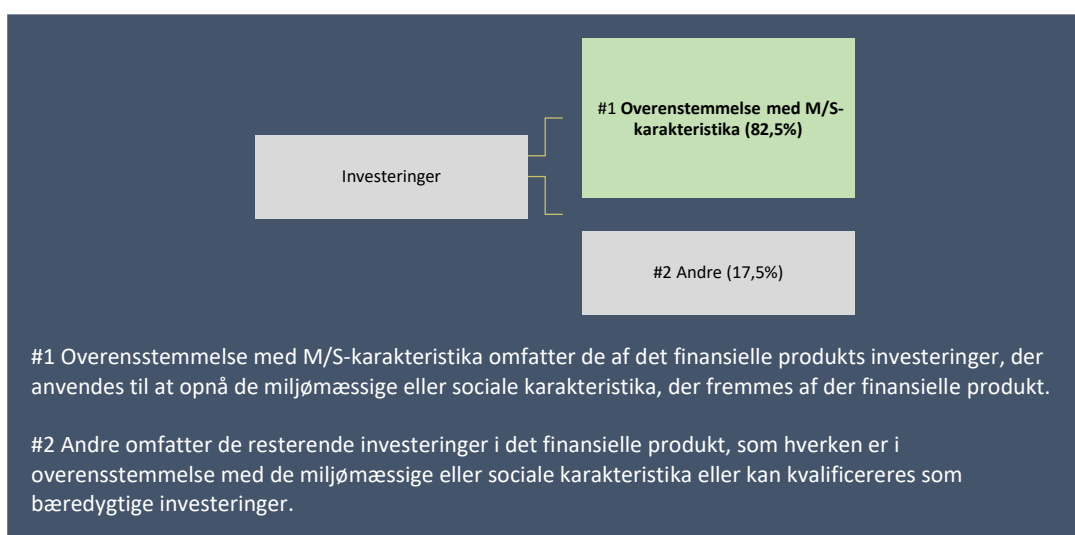 #1 Overenstemmelse med M/S-
karakteristika (82,5%)
Investeringer
#2 Andre (17,5%)
#1 Overensstemmelse med M/S-karakteristika omfatter de af det finansielle produkts investeringer, der
anvendes til at opnå de miljømæssige eller sociale karakteristika, der fremmes af der finansielle produkt.
#2 Andre omfatter de resterende investeringer i det finansielle produkt, som hverken er i
overensstemmelse med de miljømæssige eller sociale karakteristika eller kan kvalificereres som
bæredygtige investeringer.